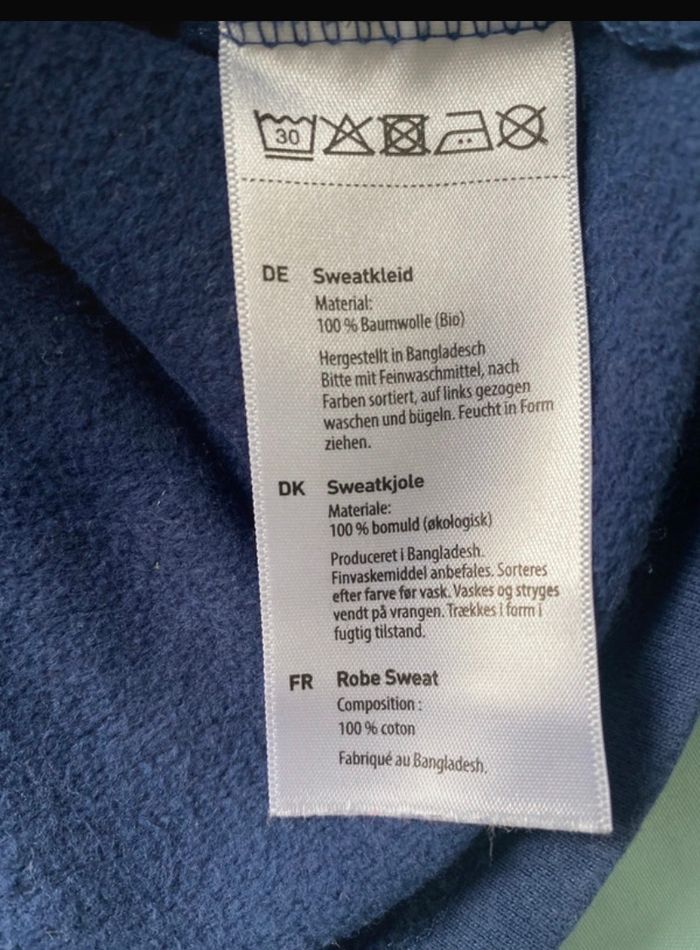 30
DE Sweatkleid
Material:
100 % Baumwolle (Bio)
Hergestellt in Bangladesch
Bitte mit Feinwaschmittel, nach
Farben sortiert, auf links gezogen
waschen und bügeln. Feucht in Form
ziehen.
DK Sweatkjole
Materiale:
100 % bomuld (økologisk)
Produceret i Bangladesh.
Finvaskemiddel anbefales. Sorteres
efter farve før vask. Vaskes og stryges
vendt på vrangen. Trækkes i form i
fugtig tilstand.
FR Robe Sweat
Composition :
100 % coton
Fabriqué au Bangladesh.